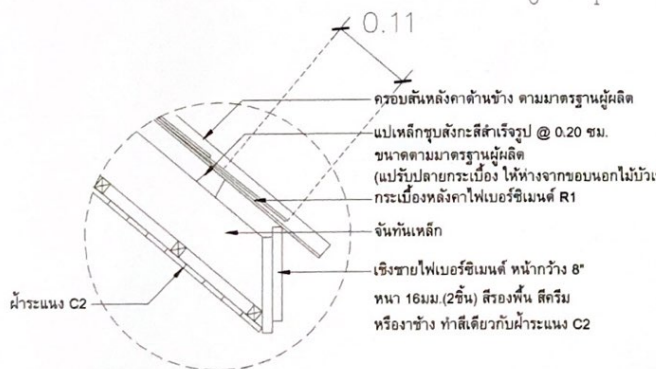 0.11
ครอบสันหลังคาด้านข้าง ตามมาตรฐานผู้ผลิต
แปเหล็กชุบสังกะสีสำเร็จรูป @ 0.20 ซม.
ขนาดตามมาตรฐานผู้ผลิต
(แปรับปลายกระเบื้อง ให้ห่างจากขอบนอกไม้บัวเ
กระเบื้องหลังคาไฟเบอร์ซิเมนต์ R1
จันทันเหล็ก
เชิงชายไฟเบอร์ซิเมนต์ หน้ากว้าง 8"
หนา 16มม.(2ชิ้น) สีรองพื้น สีครีม
หรืองาช้าง ทำสีเดียวกับฝ้าระแนง C2
ฝ้าระแนง C2